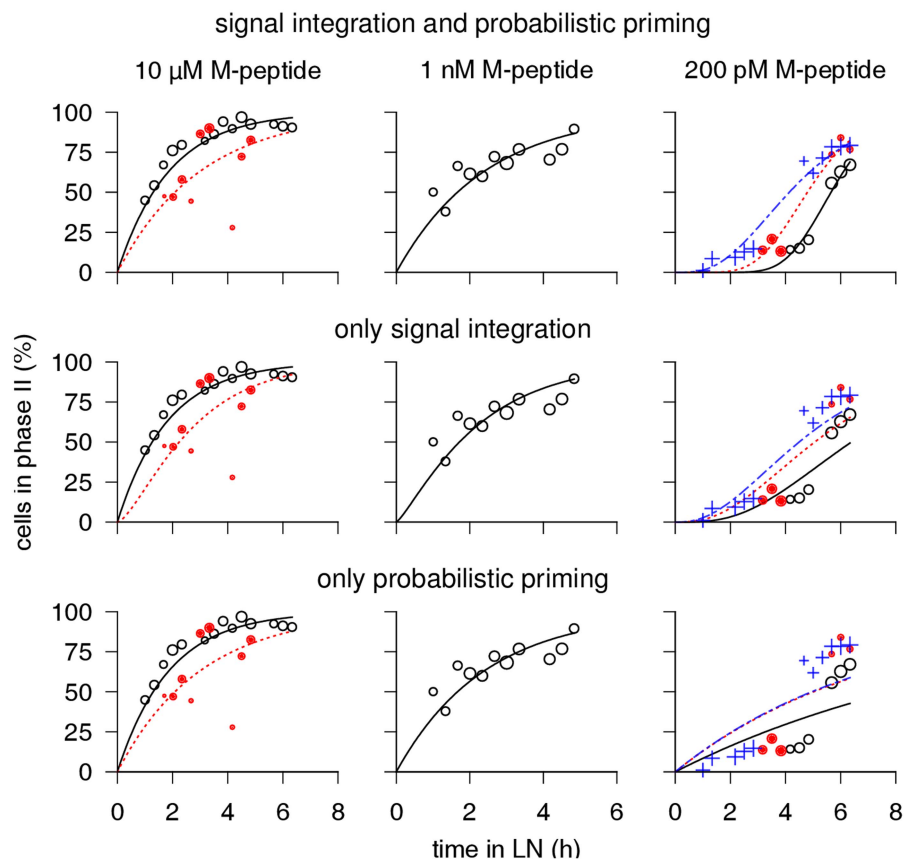 signal integration and probabilistic priming
10 µM M-peptide 1 nM M-peptide 200 pM M-peptide
100
75
50
25
0
only signal integration
100
75
50
25
0
cells in phase II (%)
only probabilistic priming
100
75
50
25
0
0 2 4 6 8 0 2 4 6 8 0 2 4 6 8
time in LN (h)